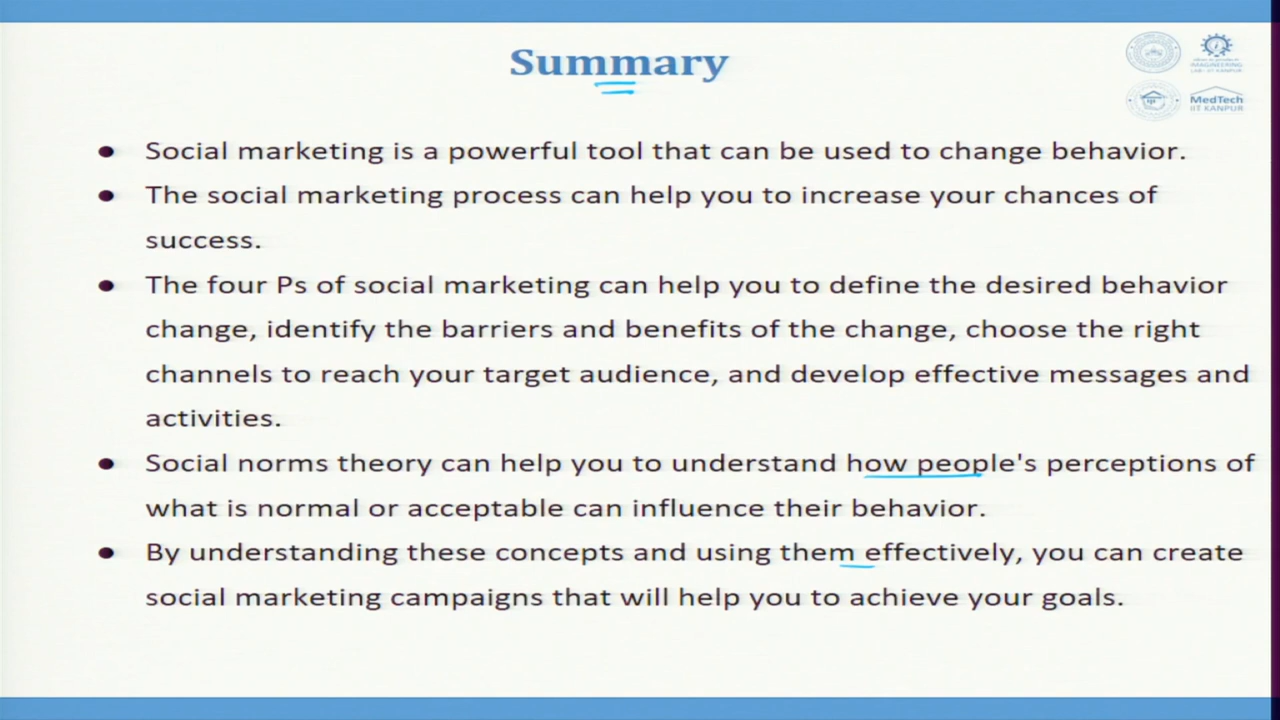 Summary
IMAGINEERING
LAB- IIT KANPUR
MedTech
IIT KANPUR
● Social marketing is a powerful tool that can be used to change behavior.
● The social marketing process can help you to increase your chances of
success.
● The four Ps of social marketing can help you to define the desired behavior
change, identify the barriers and benefits of the change, choose the right
channels to reach your target audience, and develop effective messages and
activities.
● Social norms theory can help you to understand how people's perceptions of
what is normal or acceptable can influence their behavior.
● By understanding these concepts and using them effectively, you can create
social marketing campaigns that will help you to achieve your goals.